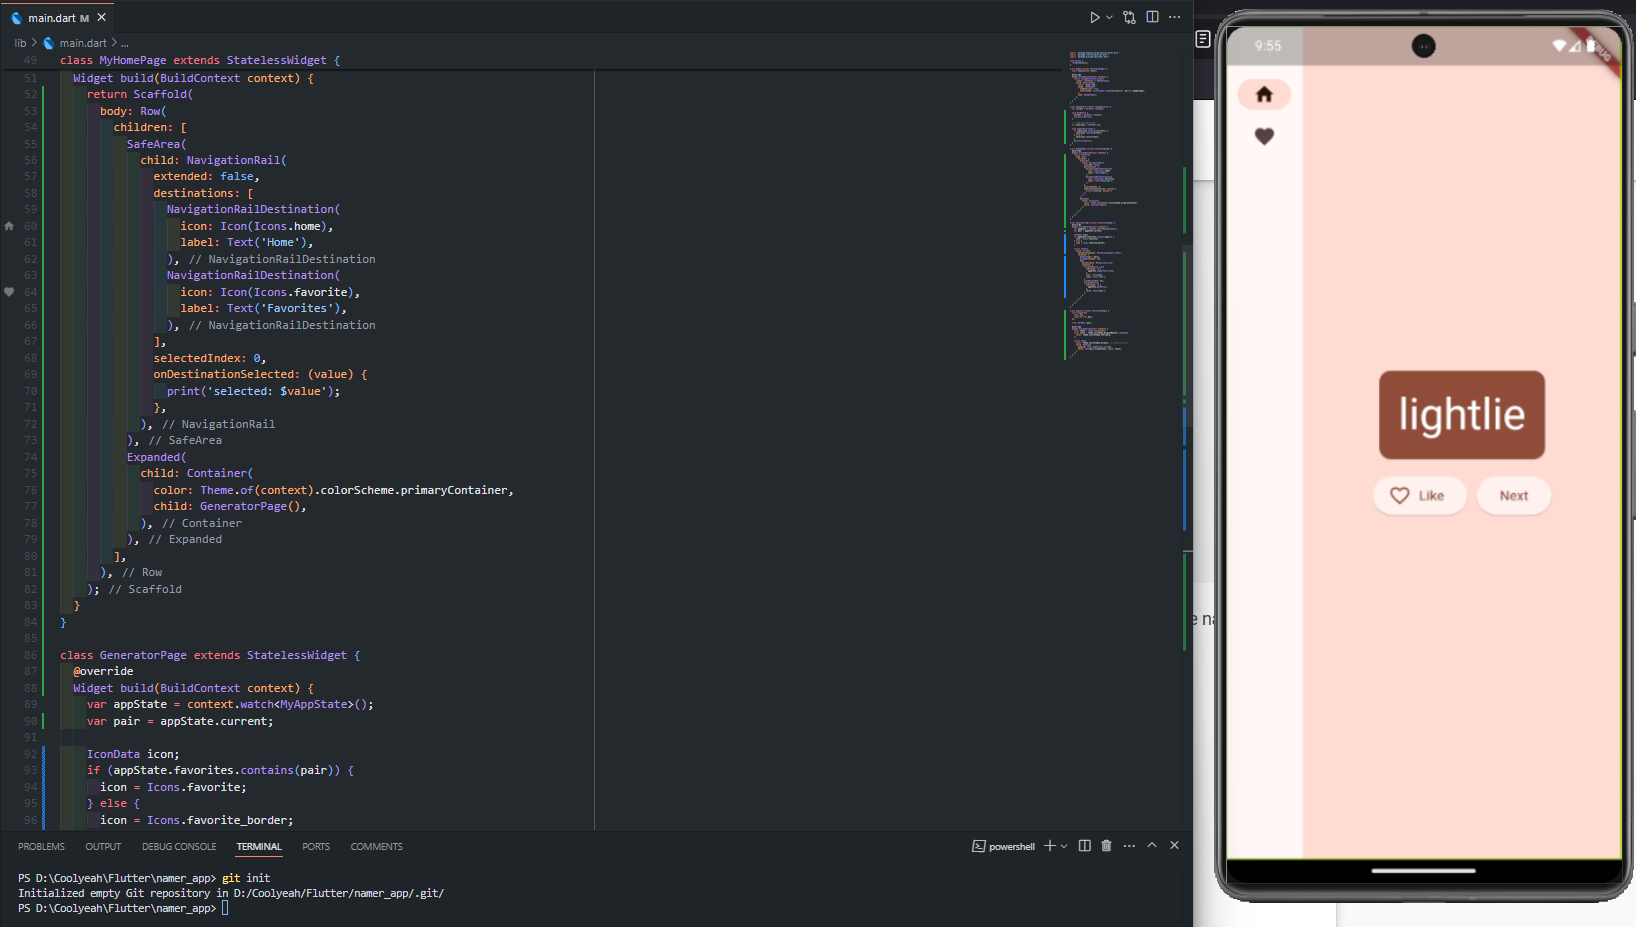 main.dart M
lib > main.dart > ...
49 class MyHomePage extends StatelessWidget {
51 Widget build(BuildContext context) {
52 return Scaffold(
53 body: Row(
54 children: [
55 SafeArea(
56 child: NavigationRail(
57 extended: false,
58 destinations: [
59 NavigationRailDestination(
60 icon: Icon(Icons.home),
61 label: Text('Home'),
62 ), // NavigationRailDestination
63 NavigationRailDestination(
64 icon: Icon(Icons.favorite),
65 label: Text('Favorites'),
66 ), // NavigationRailDestination
67 ],
68 selectedIndex: 0,
69 onDestinationSelected: (value) {
70 print('selected: $value');
71 },
72 ), // NavigationRail
73 ), // SafeArea
74 Expanded(
75 child: Container(
76 color: Theme.of(context).colorScheme.primaryContainer,
77 child: GeneratorPage(),
78 ), // Container
79 ), // Expanded
80 ],
81 ), // Row
82 ); // Scaffold
83 }
84 }
85
86 class GeneratorPage extends StatelessWidget {
87 @override
88 Widget build(BuildContext context) {
89 var appState = context.watch<MyAppState>();
90 var pair = appState.current;
91
92 IconData icon;
93 if (appState.favorites.contains(pair)) {
94 icon = Icons.favorite;
95 } else {
96 icon = Icons.favorite_border;
PROBLEMS OUTPUT DEBUG CONSOLE TERMINAL PORTS COMMENTS
powershell
PS D:\Coolyeah\Flutter\namer_app> git init
Initialized empty Git repository in D:/Coolyeah/Flutter/namer_app/.git/
PS D:\Coolyeah\Flutter\namer_app>
e na
9:55
DEBUG
lightlie
Like
Next